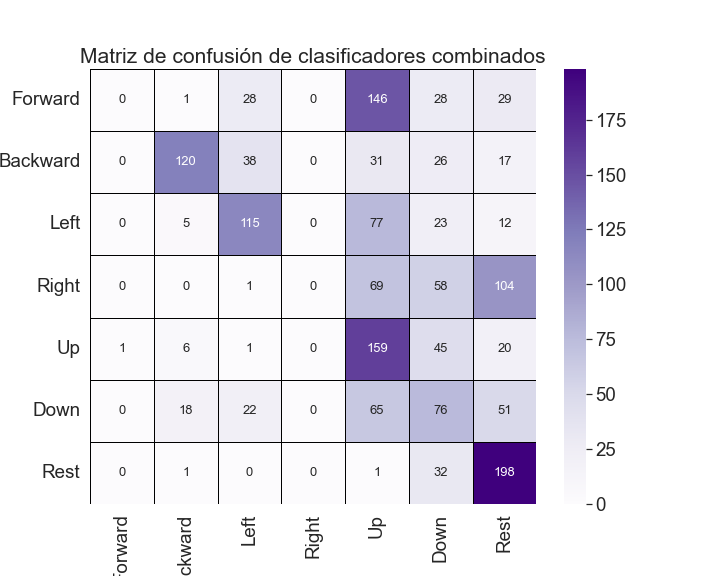 Matriz de confusión de clasificadores combinados
Forward 0 1 28 0 146 28 29
Backward 0 120 38 0 31 26 17
Left 0 5 115 0 77 23 12
Right 0 0 1 0 69 58 104
Up 1 6 1 0 159 45 20
Down 0 18 22 0 65 76 51
Rest 0 1 0 0 1 32 198
Forward ckward Left Right Up Down Rest
175
150
125
100
75
50
25
0